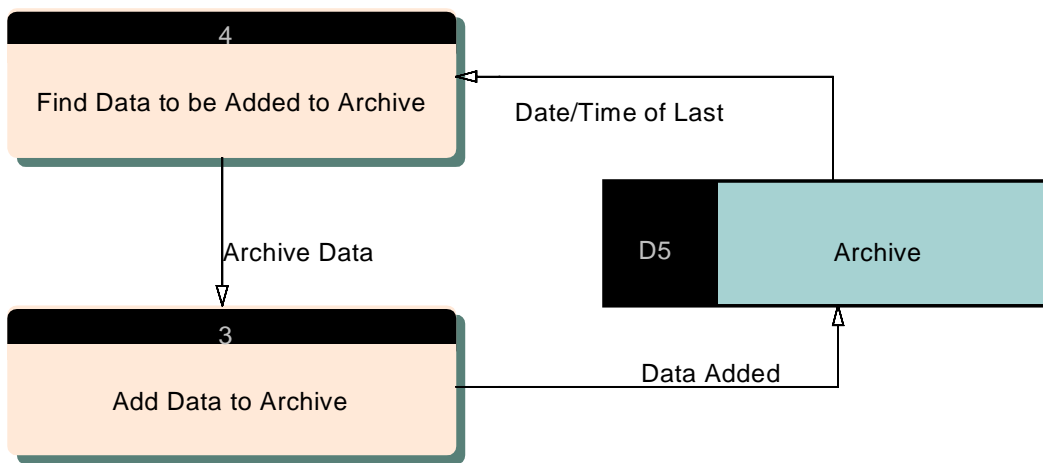 4
Find Data to be Added to Archive
Date/Time of Last
D5
Archive
Archive Data
3
Add Data to Archive
Data Added